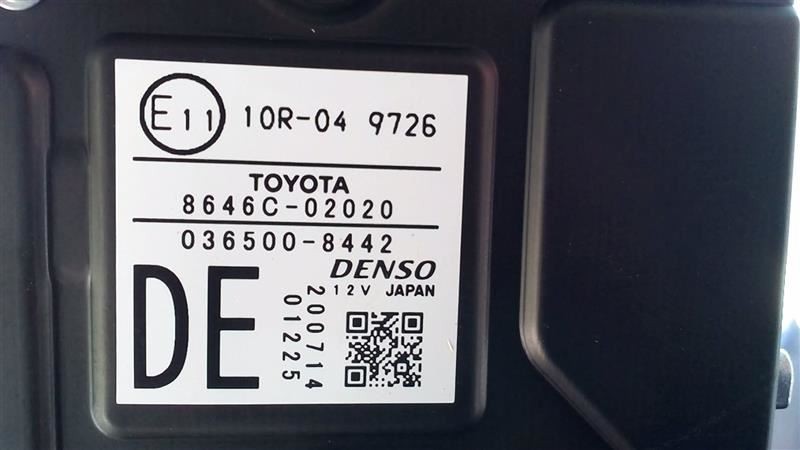 E11 10R-04 9726
TOYOTA
8646C-02020
036500-8442
DENSO
12V JAPAN
DE
200714
01225